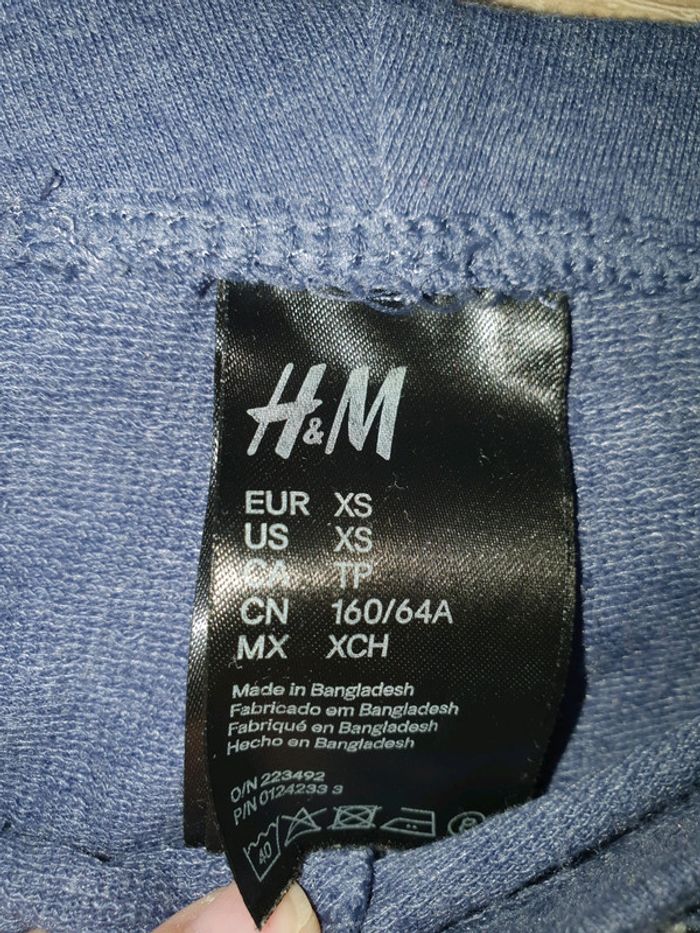 H&M
EUR XS
US XS
CA TP
CN 160/64A
MX XCH
Made in Bangladesh
Fabricado em Bangladesh
Fabriqué en Bangladesh
Hecho en Bangladesh
O/N 223492
P/N 0124233 3
40